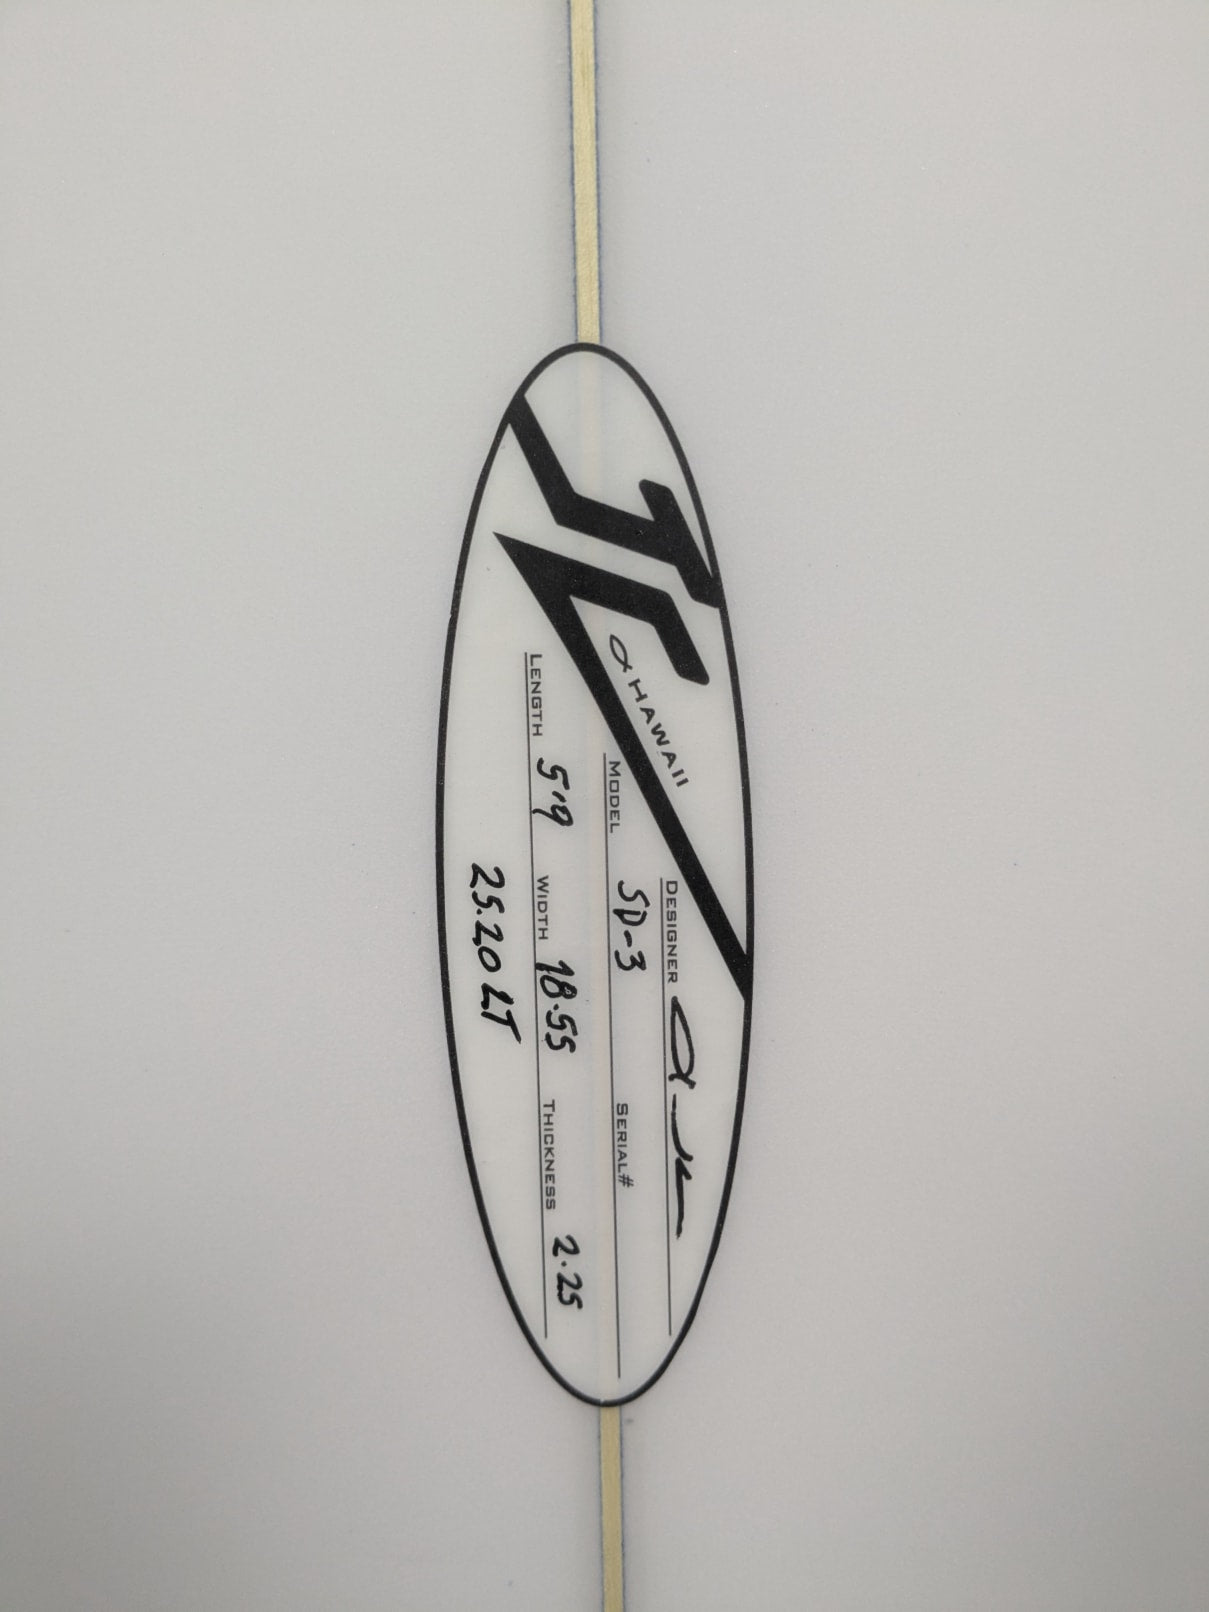 JC
HAWAII
DESIGNER
MODEL SD-3 SERIAL#
LENGTH 5'9 WIDTH 18.55 THICKNESS 2.25
25.20 LT